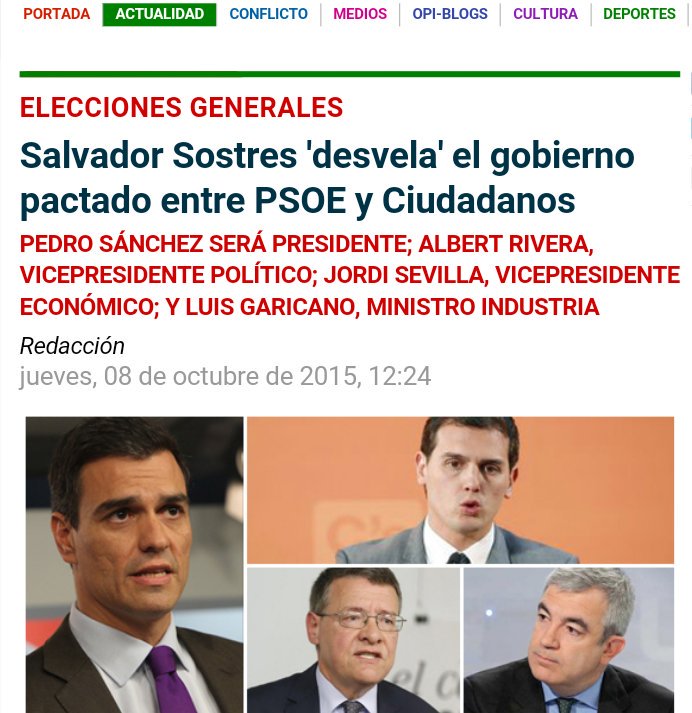 PORTADA ACTUALIDAD CONFLICTO MEDIOS OPI-BLOGS CULTURA DEPORTES
ELECCIONES GENERALES
Salvador Sostres 'desvela' el gobierno
pactado entre PSOE y Ciudadanos
PEDRO SÁNCHEZ SERÁ PRESIDENTE; ALBERT RIVERA,
VICEPRESIDENTE POLÍTICO; JORDI SEVILLA, VICEPRESIDENTE
ECONÓMICO; Y LUIS GARICANO, MINISTRO INDUSTRIA
Redacción
jueves, 08 de octubre de 2015, 12:24
C's